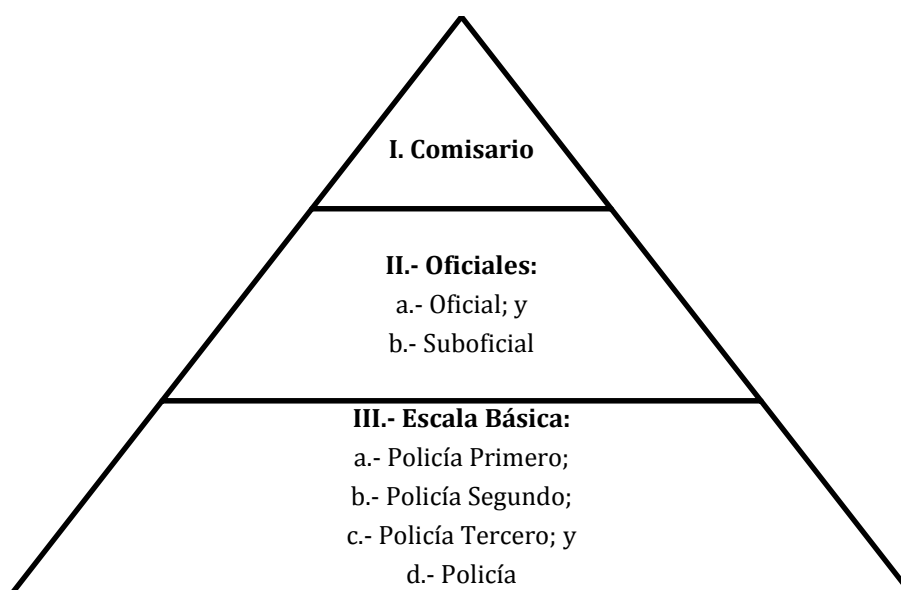 I. Comisario
II.- Oficiales:
a.- Oficial; y
b.- Suboficial
III.- Escala Básica:
a.- Policía Primero;
b.- Policía Segundo;
c.- Policía Tercero; y
d.- Policía